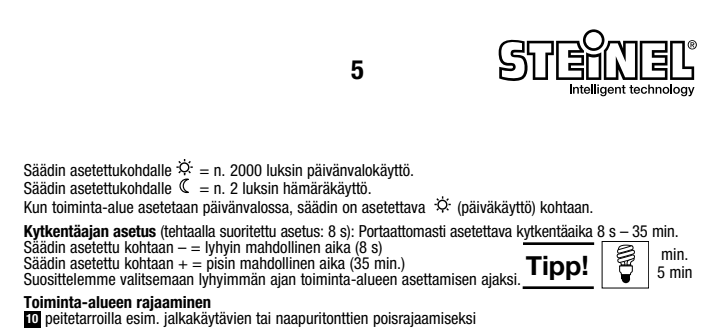 5
STEINEL®
Intelligent technology
Säädin asetettukohdalle ☼ = n. 2000 luksin päivänvalokäyttö.
Säädin asetettukohdalle ☾ = n. 2 luksin hämäräkäyttö.
Kun toiminta-alue asetetaan päivänvalossa, säädin on asetettava ☼ (päiväkäyttö) kohtaan.
Kytkentäajan asetus (tehtaalla suoritettu asetus: 8 s): Portaattomasti asetettava kytkentäaika 8 s – 35 min.
Säädin asetettu kohtaan – = lyhyin mahdollinen aika (8 s)
Säädin asetettu kohtaan + = pisin mahdollinen aika (35 min.)
Suosittelemme valitsemaan lyhyimmän ajan toiminta-alueen asettamisen ajaksi.
Tipp!
min.
5 min
Toiminta-alueen rajaaminen
10 peitetarroilla esim. jalkakäytävien tai naapuritonttien poisrajaamiseksi